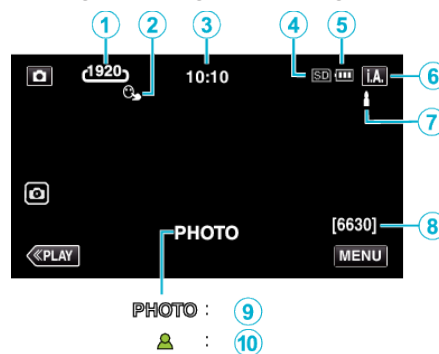 1 2 3 4 5
1920 10:10 SD i.A. 6
7
PHOTO [6630] 8
≪PLAY MENU
PHOTO : 9
: 10